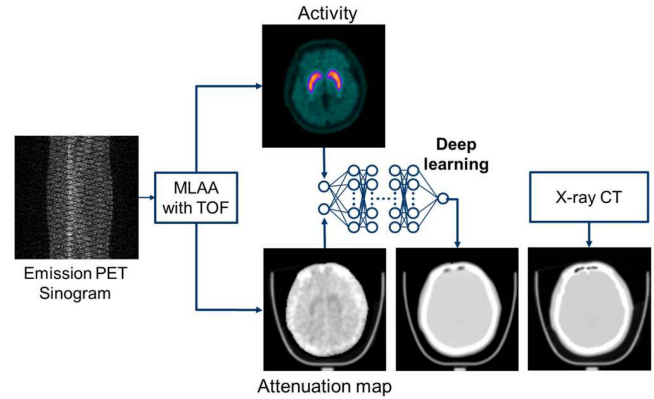 Activity
Deep
learning
MLAA
with TOF
X-ray CT
Emission PET
Sinogram
Attenuation map